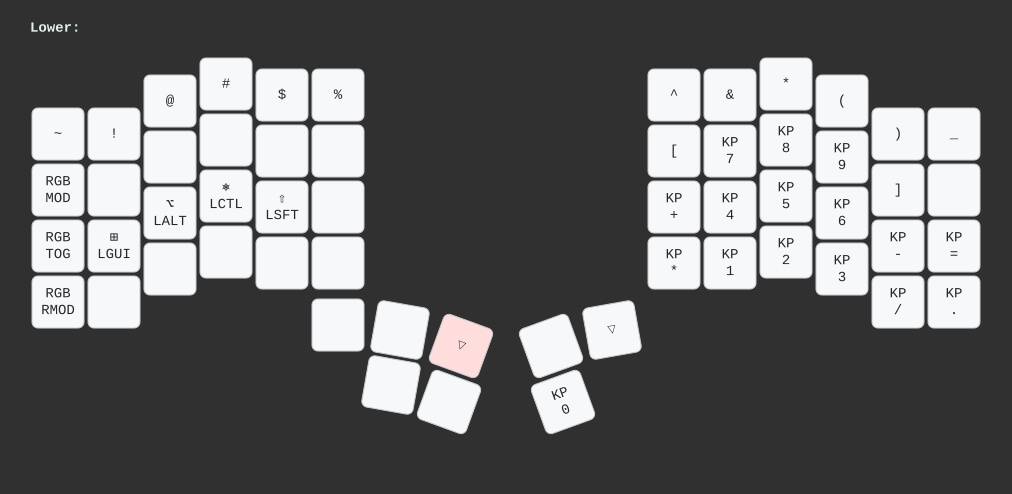 Lower:
~ ! @ # $ %
^ & * ( ) _
RGB
MOD
[ KP
7 KP
8 KP
9 ]
RGB
TOG
⊞
LGUI
⌥
LALT
⎈
LCTL
⇧
LSFT
KP
+
KP
4
KP
5
KP
6
KP
-
KP
=
RGB
RMOD
KP
*
KP
1
KP
2
KP
3
KP
/
KP
.
▽
▽
KP
0